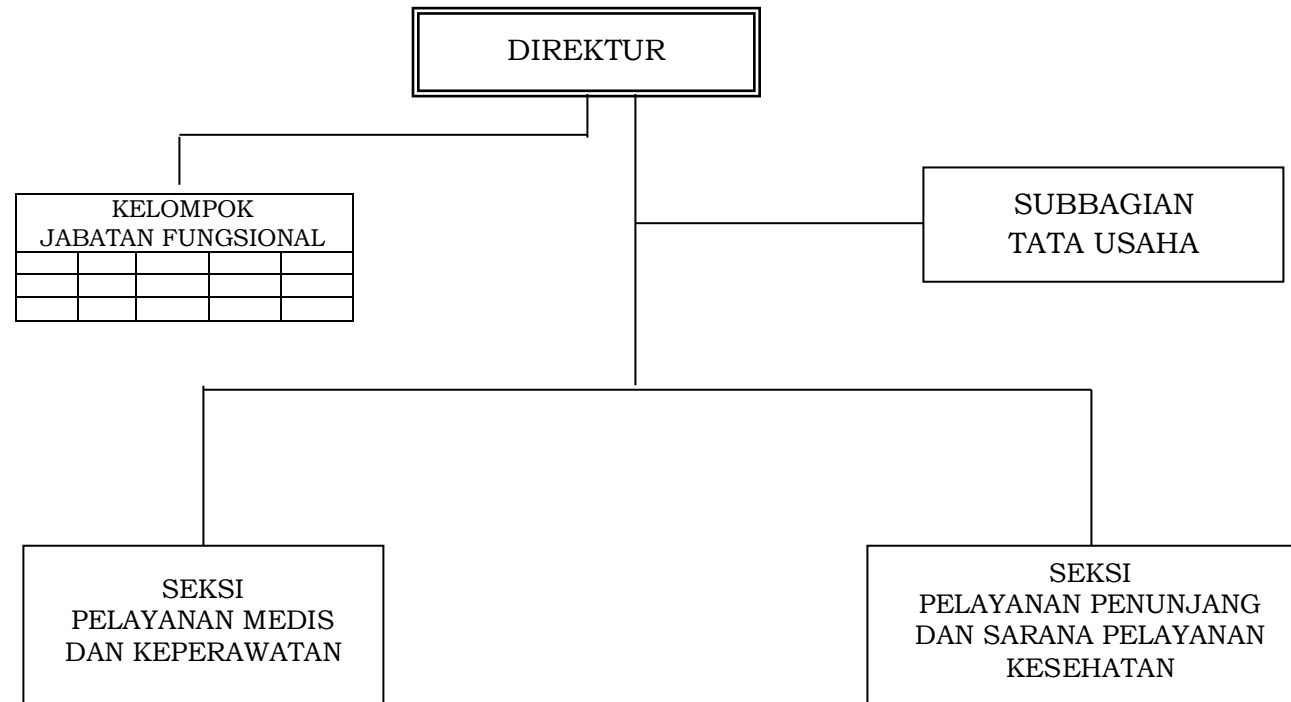 DIREKTUR
KELOMPOK
JABATAN FUNGSIONAL
SUBBAGIAN
TATA USAHA
SEKSI
PELAYANAN MEDIS
DAN KEPERAWATAN
SEKSI
PELAYANAN PENUNJANG
DAN SARANA PELAYANAN
KESEHATAN